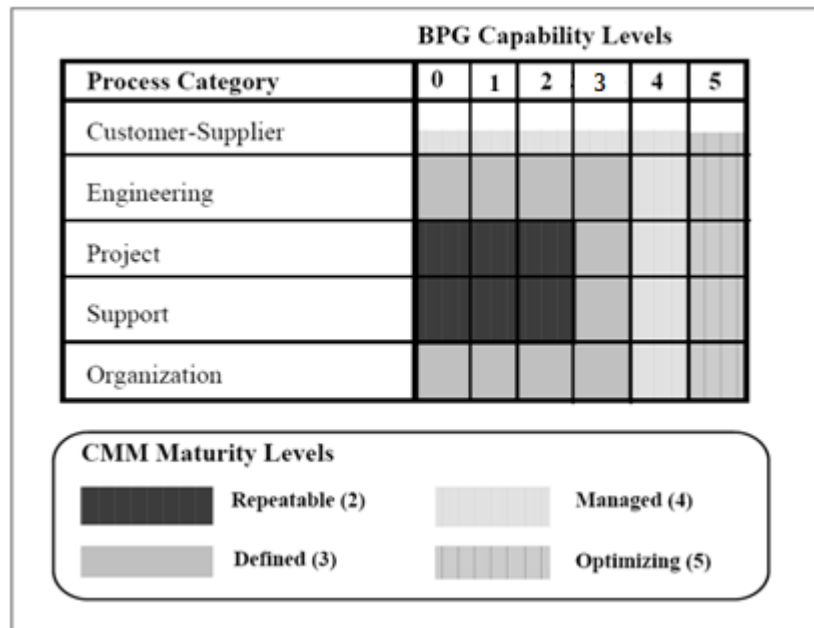 BPG Capability Levels
Process Category 0 1 2 3 4 5
Customer-Supplier
Engineering
Project
Support
Organization
CMM Maturity Levels
Repeatable (2) Managed (4)
Defined (3) Optimizing (5)